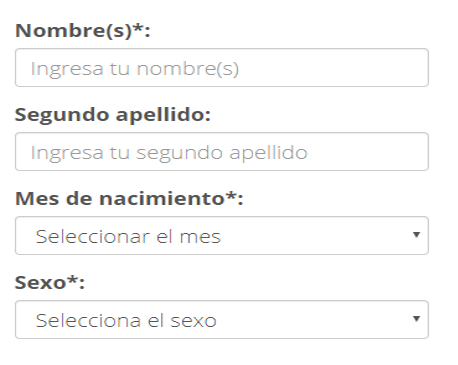 Nombre(s)*:
Ingresa tu nombre(s)
Segundo apellido:
Ingresa tu segundo apellido
Mes de nacimiento*:
Seleccionar el mes
Sexo*:
Selecciona el sexo